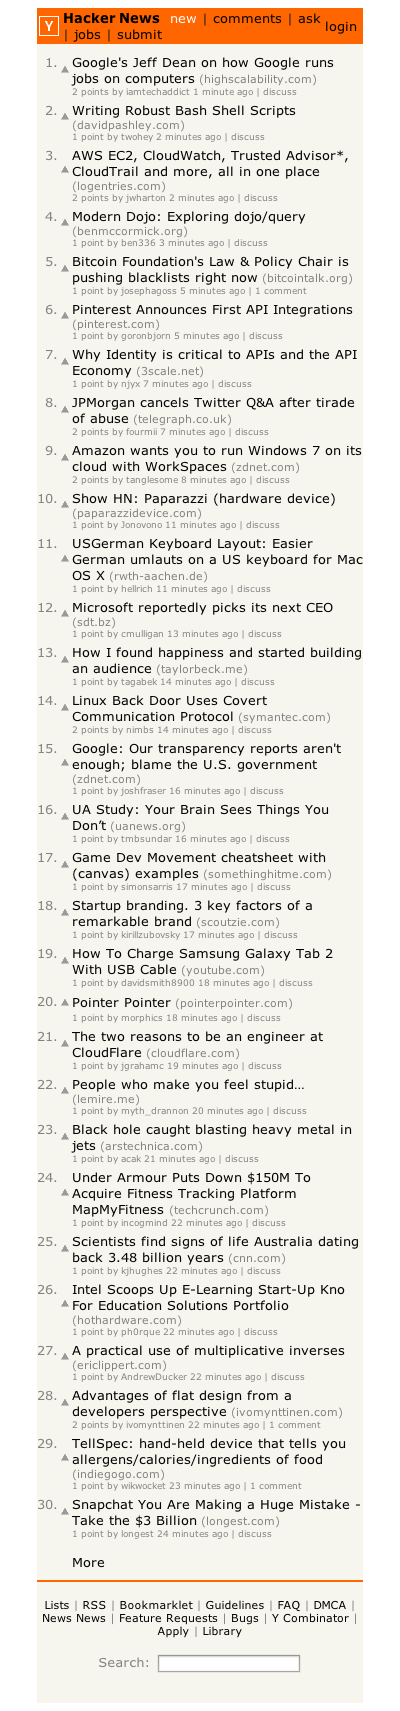 Y Hacker News new | comments | ask login
| jobs | submit
1. Google's Jeff Dean on how Google runs
jobs on computers (highscalability.com)
2 points by iamtechaddict 1 minute ago | discuss
2. Writing Robust Bash Shell Scripts
(davidpashley.com)
1 point by twohey 2 minutes ago | discuss
3. AWS EC2, CloudWatch, Trusted Advisor*,
CloudTrail and more, all in one place
(logentries.com)
2 points by jwharton 2 minutes ago | discuss
4. Modern Dojo: Exploring dojo/query
(benmccormick.org)
1 point by ben336 3 minutes ago | discuss
5. Bitcoin Foundation's Law & Policy Chair is
pushing blacklists right now (bitcointalk.org)
1 point by josephagoss 5 minutes ago | 1 comment
6. Pinterest Announces First API Integrations
(pinterest.com)
1 point by goronbjorn 5 minutes ago | discuss
7. Why Identity is critical to APIs and the API
Economy (3scale.net)
1 point by njyx 7 minutes ago | discuss
8. JPMorgan cancels Twitter Q&A after tirade
of abuse (telegraph.co.uk)
2 points by fourmii 7 minutes ago | discuss
9. Amazon wants you to run Windows 7 on its
cloud with WorkSpaces (zdnet.com)
2 points by tanglesome 8 minutes ago | discuss
10. Show HN: Paparazzi (hardware device)
(paparazzidevice.com)
1 point by Jonovono 11 minutes ago | discuss
11. USGerman Keyboard Layout: Easier
German umlauts on a US keyboard for Mac
OS X (rwth-aachen.de)
1 point by hellrich 11 minutes ago | discuss
12. Microsoft reportedly picks its next CEO
(sdt.bz)
1 point by cmulligan 13 minutes ago | discuss
13. How I found happiness and started building
an audience (taylorbeck.me)
1 point by tagabek 14 minutes ago | discuss
14. Linux Back Door Uses Covert
Communication Protocol (symantec.com)
2 points by nimbs 14 minutes ago | discuss
15. Google: Our transparency reports aren't
enough; blame the U.S. government
(zdnet.com)
1 point by joshfraser 16 minutes ago | discuss
16. UA Study: Your Brain Sees Things You
Don’t (uanews.org)
1 point by tmbsundar 16 minutes ago | discuss
17. Game Dev Movement cheatsheet with
(canvas) examples (somethinghitme.com)
1 point by simonsarris 17 minutes ago | discuss
18. Startup branding. 3 key factors of a
remarkable brand (scoutzie.com)
1 point by kirillzubovsky 17 minutes ago | discuss
19. How To Charge Samsung Galaxy Tab 2
With USB Cable (youtube.com)
1 point by davidsmith8900 18 minutes ago | discuss
20. Pointer Pointer (pointerpointer.com)
1 point by morphics 18 minutes ago | discuss
21. The two reasons to be an engineer at
CloudFlare (cloudflare.com)
1 point by jgrahamc 19 minutes ago | discuss
22. People who make you feel stupid…
(lemire.me)
1 point by myth_drannon 20 minutes ago | discuss
23. Black hole caught blasting heavy metal in
jets (arstechnica.com)
1 point by acak 21 minutes ago | discuss
24. Under Armour Puts Down $150M To
Acquire Fitness Tracking Platform
MapMyFitness (techcrunch.com)
1 point by incogmind 22 minutes ago | discuss
25. Scientists find signs of life Australia dating
back 3.48 billion years (cnn.com)
1 point by kjhughes 22 minutes ago | discuss
26. Intel Scoops Up E-Learning Start-Up Kno
For Education Solutions Portfolio
(hothardware.com)
1 point by ph0rque 22 minutes ago | discuss
27. A practical use of multiplicative inverses
(ericlippert.com)
1 point by AndrewDucker 22 minutes ago | discuss
28. Advantages of flat design from a
developers perspective (ivomynttinen.com)
2 points by ivomynttinen 22 minutes ago | 1 comment
29. TellSpec: hand-held device that tells you
allergens/calories/ingredients of food
(indiegogo.com)
1 point by wikwocket 23 minutes ago | 1 comment
30. Snapchat You Are Making a Huge Mistake -
Take the $3 Billion (longest.com)
1 point by longest 24 minutes ago | discuss
More
Lists | RSS | Bookmarklet | Guidelines | FAQ | DMCA |
News News | Feature Requests | Bugs | Y Combinator |
Apply | Library
Search: